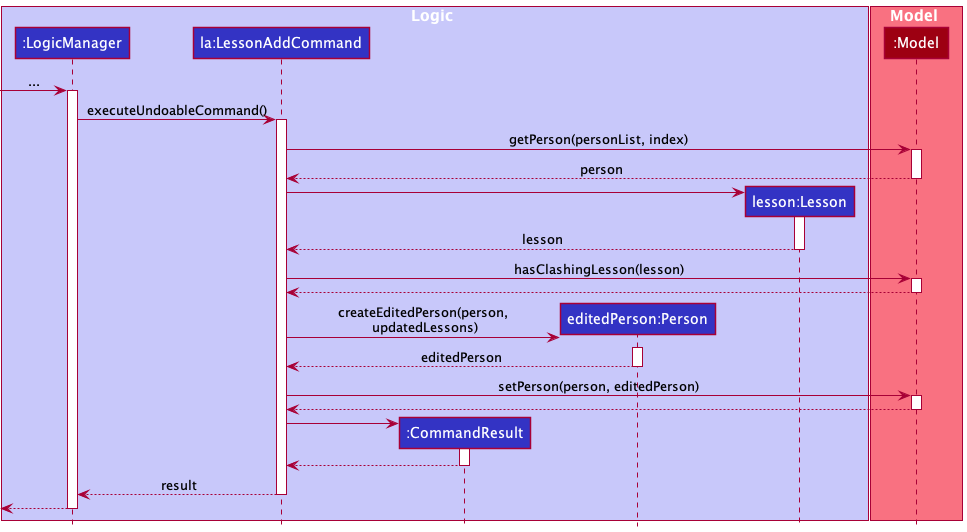 Logic
Model
:LogicManager
la:LessonAddCommand
:Model
...
executeUndoableCommand()
getPerson(personList, index)
person
lesson:Lesson
lesson
hasClashingLesson(lesson)
createEditedPerson(person,
updatedLessons)
editedPerson:Person
editedPerson
setPerson(person, editedPerson)
:CommandResult
result